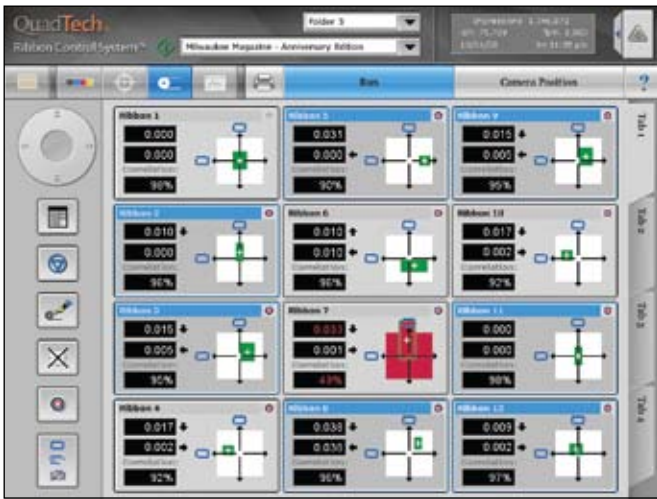 QuadTech.
Ribbon Control System™
Folder 3
Milwaukee Magazine - Anniversary Edition
Run
Camera Position
?
Tab 1
Tab 2
Tab 3
Tab 4
Ribbon 1
0.000
0.000
Correlation:
98%
Ribbon 5
0.031
0.000
Correlation:
90%
Ribbon 9
0.015
0.005
Correlation:
95%
Ribbon 2
0.010
0.000
Correlation:
96%
Ribbon 6
0.010
0.010
Correlation:
96%
Ribbon 10
0.017
0.002
Correlation:
92%
Ribbon 3
0.015
0.005
Correlation:
95%
Ribbon 7
0.033
0.001
49%
Ribbon 11
0.000
0.000
Correlation:
98%
Ribbon 4
0.017
0.002
Correlation:
92%
Ribbon 8
0.038
0.038
Correlation:
96%
Ribbon 12
0.009
0.002
Correlation:
97%